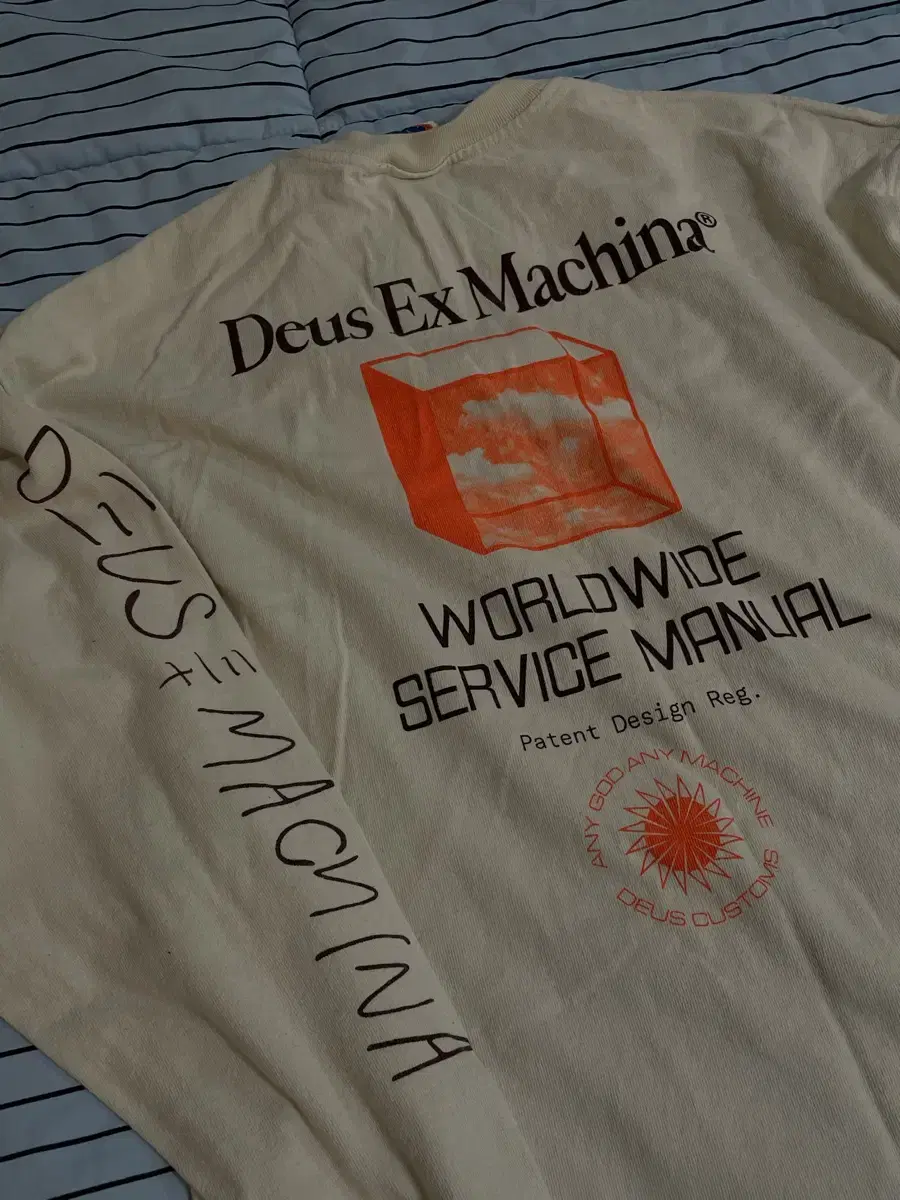 Deus Ex Machina®
WORLDWIDE
SERVICE MANUAL
Patent Design Reg.
ANY GOD ANY MACHINE
DEUS CUSTOMS
DEUS
EX
MACHINA